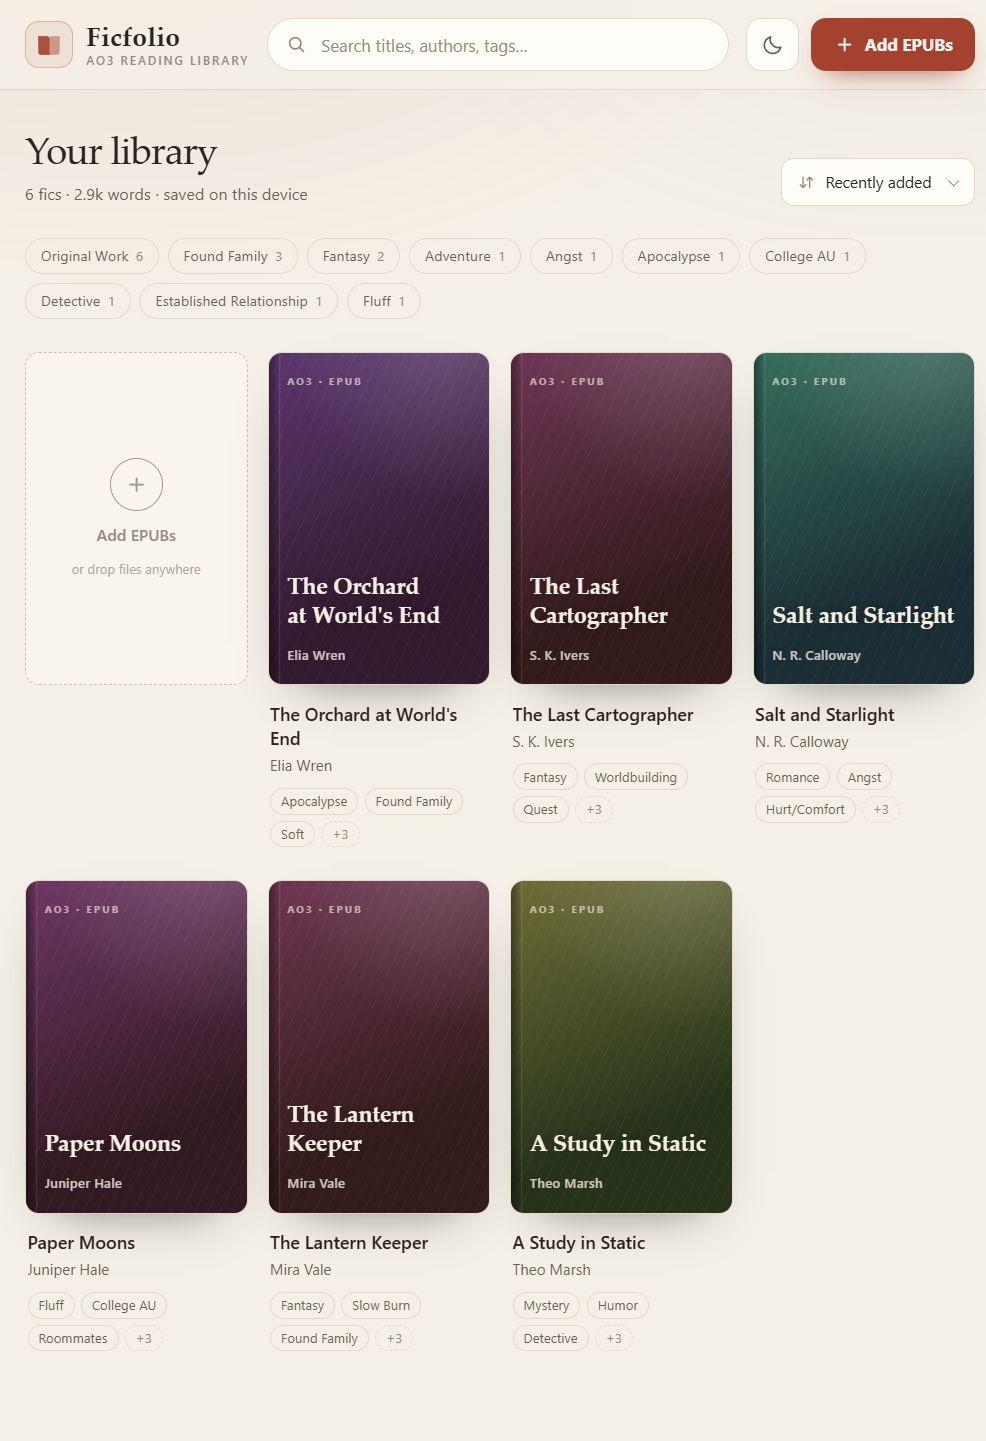 Ficfolio
AO3 READING LIBRARY
Search titles, authors, tags...
Add EPUBs
Your library
6 fics · 2.9k words · saved on this device
Recently added
Original Work 6
Found Family 3
Fantasy 2
Adventure 1
Angst 1
Apocalypse 1
College AU 1
Detective 1
Established Relationship 1
Fluff 1
Add EPUBs
or drop files anywhere
AO3 · EPUB
The Orchard
at World's End
Elia Wren
The Orchard at World's
End
Elia Wren
Apocalypse
Found Family
Soft
+3
AO3 · EPUB
The Last
Cartographer
S. K. Ivers
The Last Cartographer
S. K. Ivers
Fantasy
Worldbuilding
Quest
+3
AO3 · EPUB
Salt and Starlight
N. R. Calloway
Salt and Starlight
N. R. Calloway
Romance
Angst
Hurt/Comfort
+3
AO3 · EPUB
Paper Moons
Juniper Hale
Paper Moons
Juniper Hale
Fluff
College AU
Roommates
+3
AO3 · EPUB
The Lantern
Keeper
Mira Vale
The Lantern Keeper
Mira Vale
Fantasy
Slow Burn
Found Family
+3
AO3 · EPUB
A Study in Static
Theo Marsh
A Study in Static
Theo Marsh
Mystery
Humor
Detective
+3